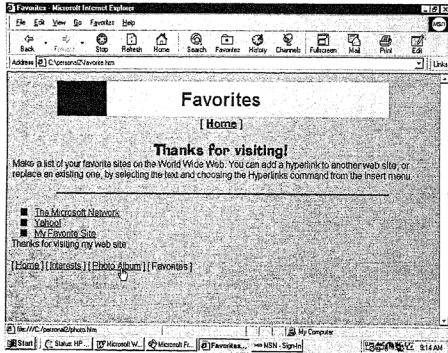 Favorites - Microsoft Internet Explorer
File Edit View Go Favorites Help
Back Forward Stop Refresh Home Search Favorites History Channels Fullscreen Mail Print Edit
Address C:\personal2\favorite.htm Links
Favorites
[ Home ]
Thanks for visiting!
Make a list of your favorite sites on the World Wide Web. You can add a hyperlink to another web site, or
replace an existing one, by selecting the text and choosing the Hyperlinks command from the Insert menu.
The Microsoft Network
Yahoo!
My Favorite Site
Thanks for visiting my web site
[ Home ] [ Interests ] [ Photo Album ] [ Favorites ]
file:///C:/personal2/photo.htm My Computer
Start Status: HP ... Microsoft W... Microsoft Fr... Favorites... MSN - Sign-In 9:14 AM